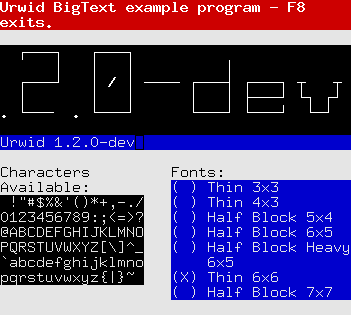 Urwid BigText example program - F8
exits.
.2.0-dev
Urwid 1.2.0-dev
Characters
Available:
 !"#$%&'()*+,-./
0123456789:;<=>?
@ABCDEFGHIJKLMNO
PQRSTUVWXYZ[\]^_
`abcdefghijklmno
pqrstuvwxyz{|}~
Fonts:
( ) Thin 3x3
( ) Thin 4x3
( ) Half Block 5x4
( ) Half Block 6x5
( ) Half Block Heavy
6x5
(X) Thin 6x6
( ) Half Block 7x7